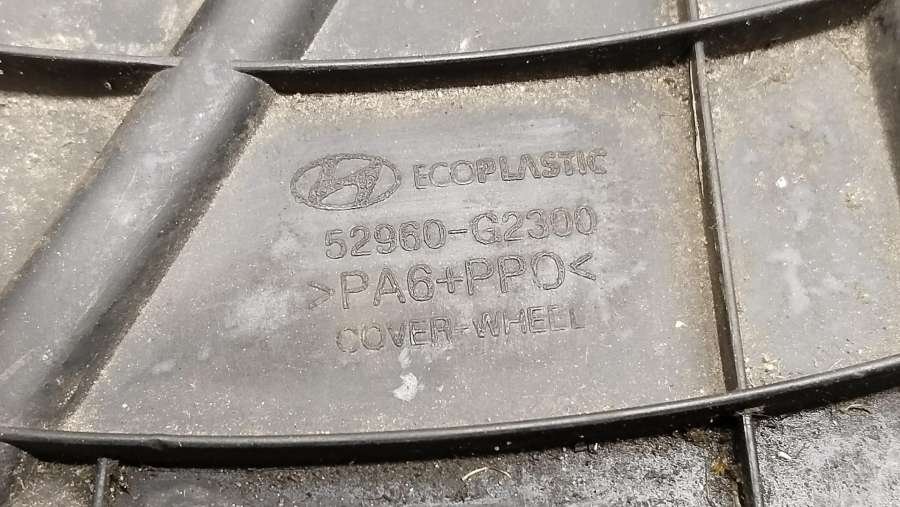 ECOPLASTIC
52960-G2300
>PA6+PPO<
COVER-WHEEL